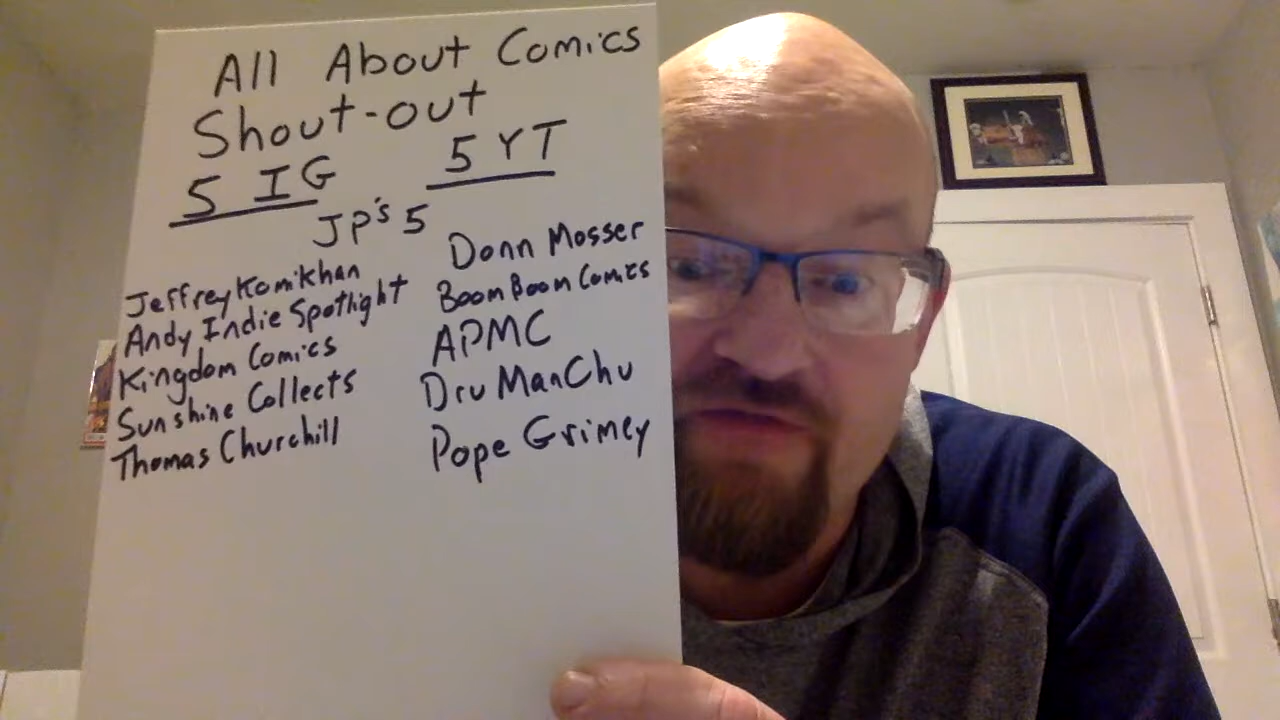 All About Comics
Shout-out
5 IG
5 YT
JP's 5
Jeffrey Komikhan
Andy Indie Spotlight
Kingdom Comics
Sunshine Collects
Thomas Churchill
Donn Mosser
Boom Boom Comics
APMC
Dru ManChu
Pope Grimey